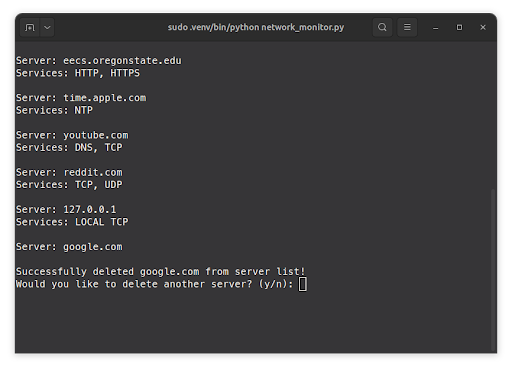 sudo .venv/bin/python network_monitor.py
Server: eecs.oregonstate.edu
Services: HTTP, HTTPS
Server: time.apple.com
Services: NTP
Server: youtube.com
Services: DNS, TCP
Server: reddit.com
Services: TCP, UDP
Server: 127.0.0.1
Services: LOCAL TCP
Server: google.com
Successfully deleted google.com from server list!
Would you like to delete another server? (y/n):